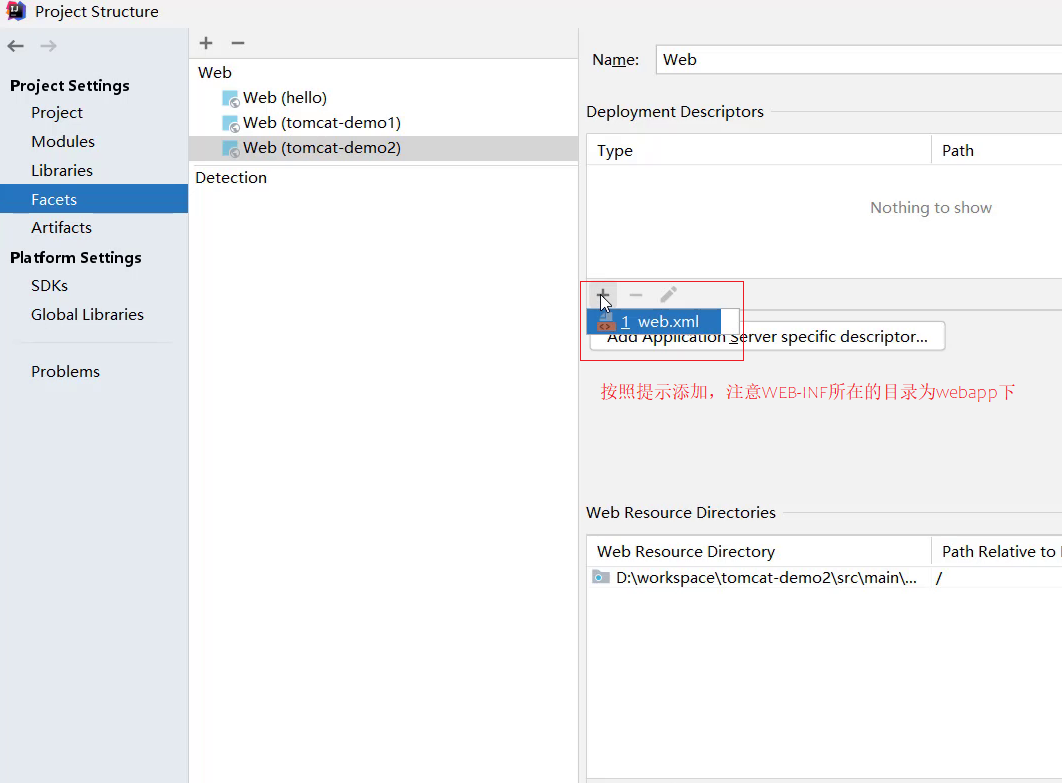 Project Structure
Project Settings
Project
Modules
Libraries
Facets
Artifacts
Platform Settings
SDKs
Global Libraries
Problems
Web
Web (hello)
Web (tomcat-demo1)
Web (tomcat-demo2)
Detection
Name: Web
Deployment Descriptors
Type Path
Nothing to show
1 web.xml
Add Application Server specific descriptor...
按照提示添加，注意WEB-INF所在的目录为webapp下
Web Resource Directories
Web Resource Directory Path Relative to
D:\workspace\tomcat-demo2\src\main\... /